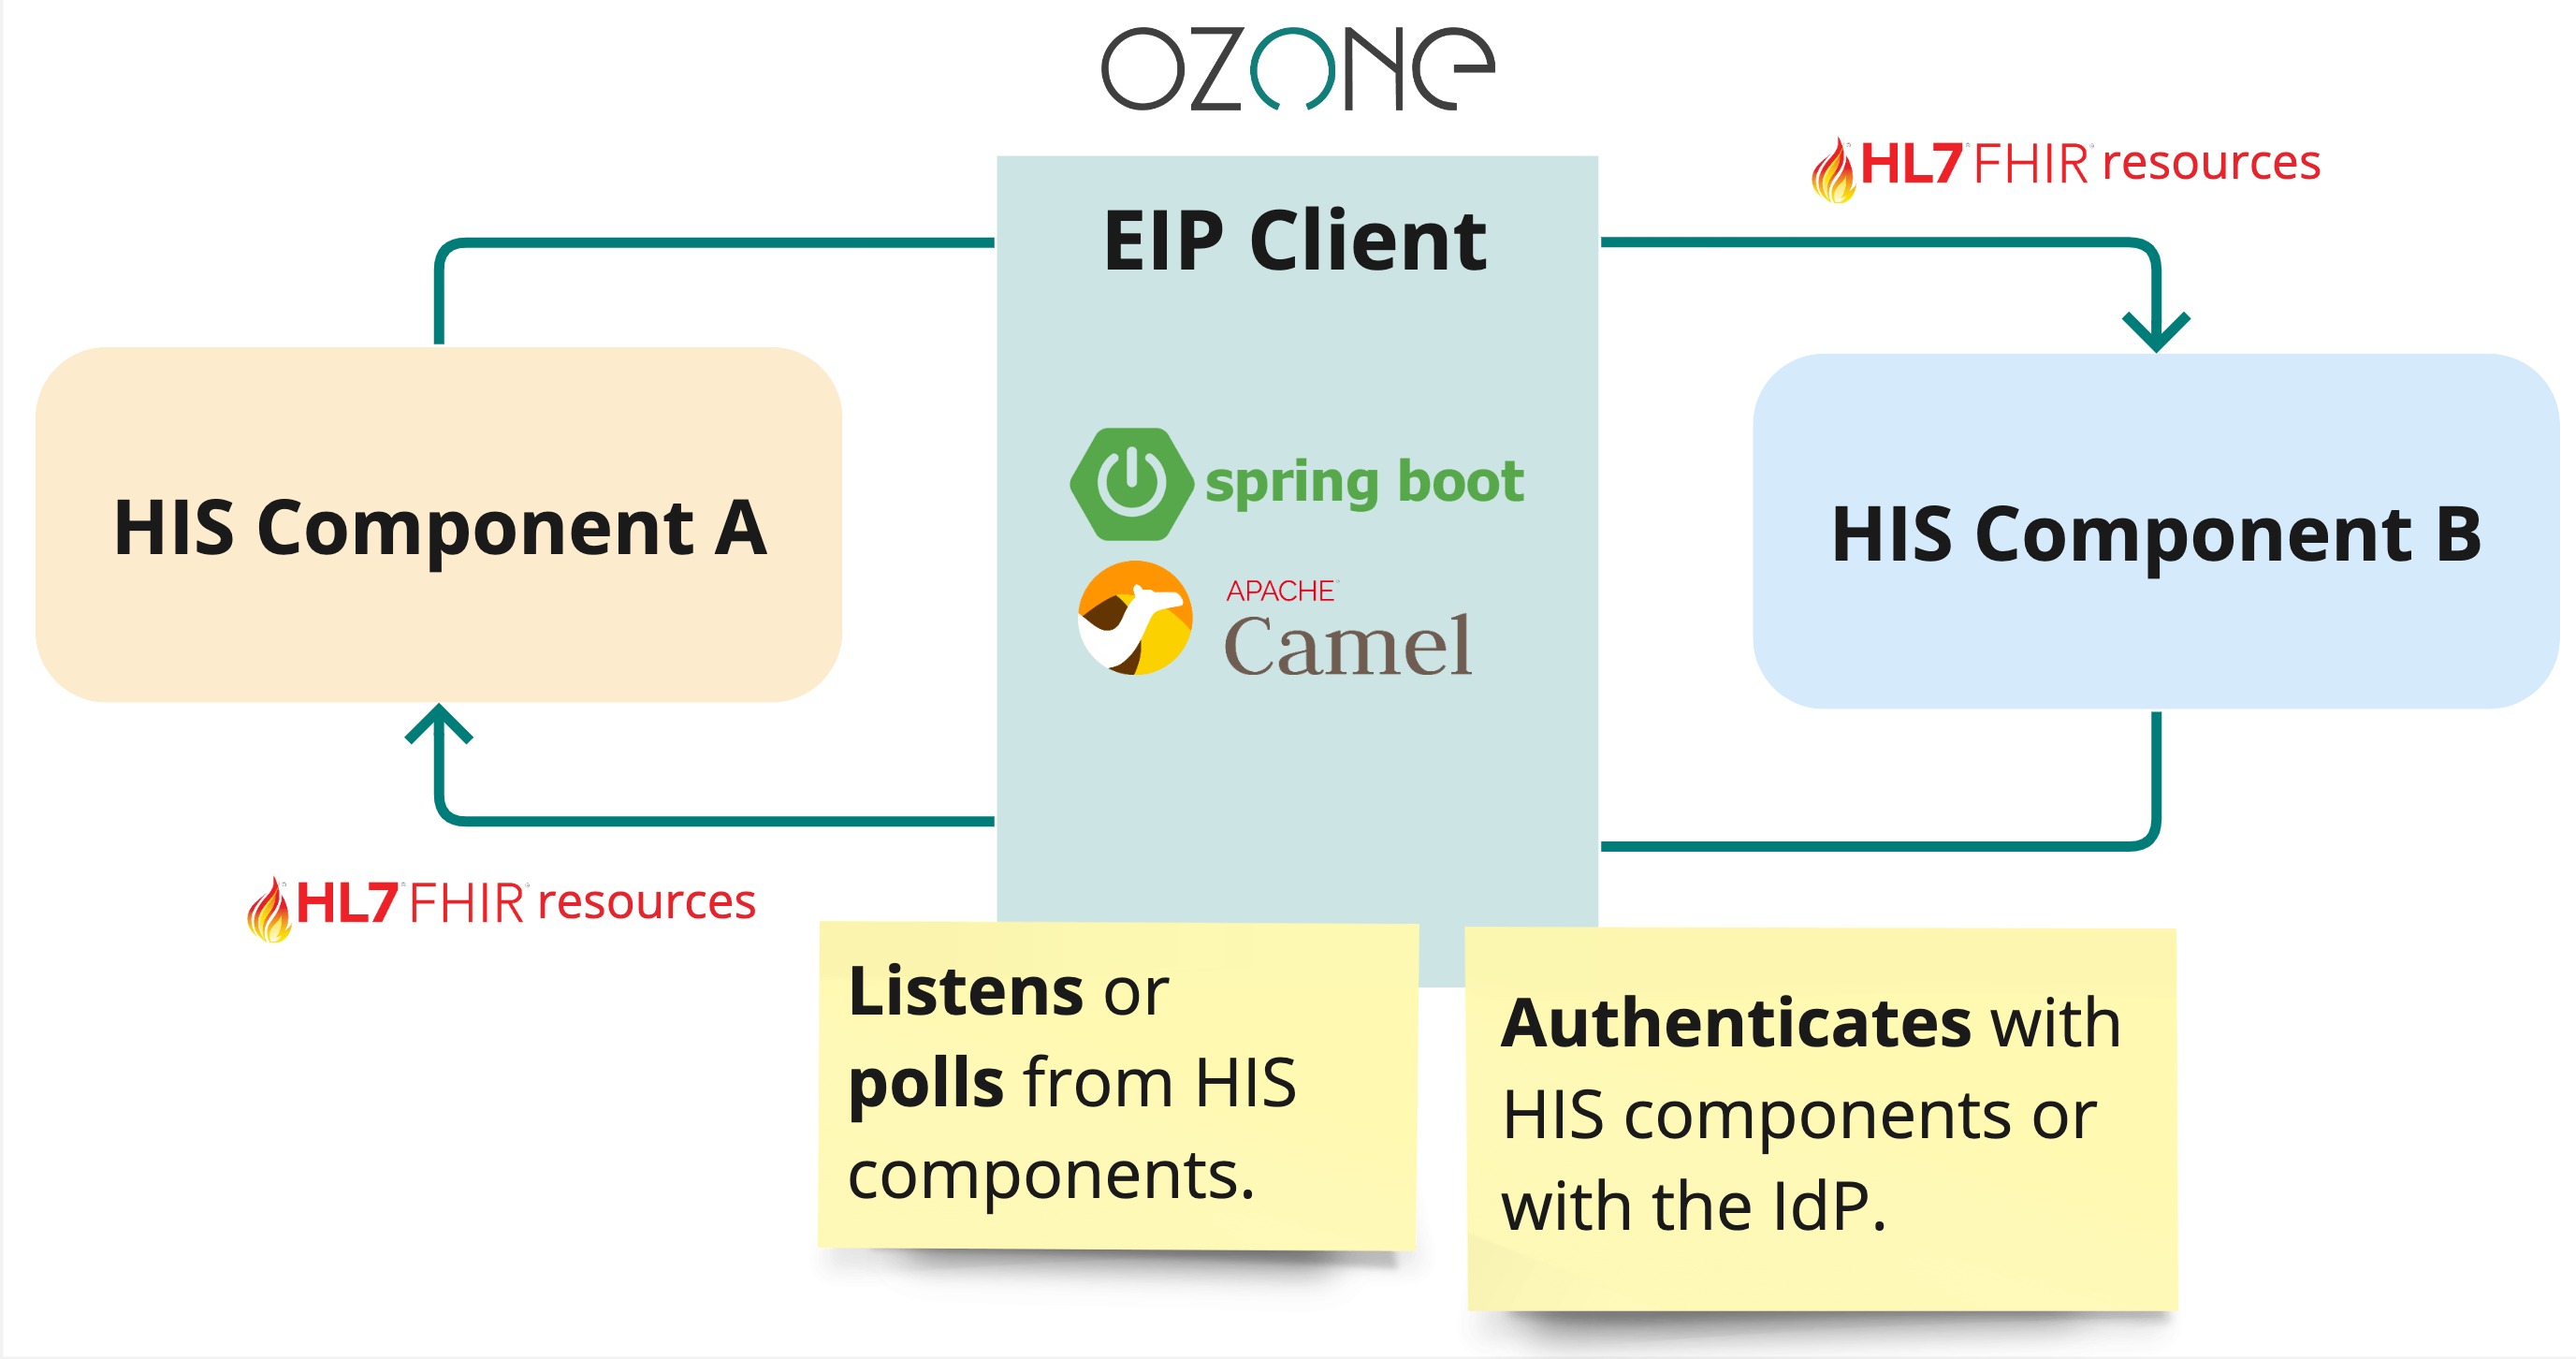 OZONE
EIP Client
HL7 FHIR resources
spring boot
APACHE
Camel
HIS Component A
HIS Component B
HL7 FHIR resources
Listens or
polls from HIS
components.
Authenticates with
HIS components or
with the IdP.